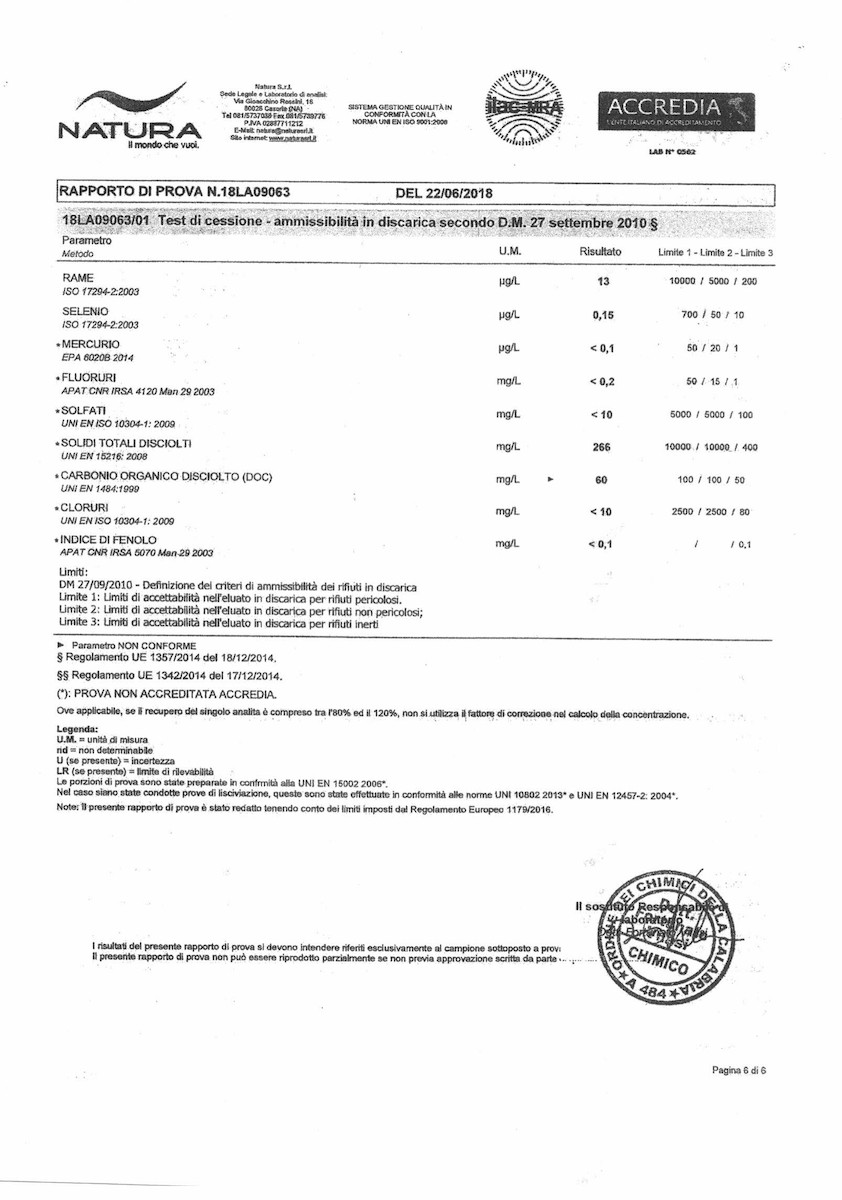 NATURA
Il mondo che vuoi.
Natura S.r.l.
Sede Legale e Laboratorio di analisi:
Via Gioacchino Rossini, 16
80026 Casoria (NA)
Tel 081/5737039 Fax 081/5739776
P.IVA 02887711212
E-Mail: natura@naturasrl.it
Sito internet: www.naturasrl.it
SISTEMA GESTIONE QUALITÀ IN
CONFORMITÀ CON LA
NORMA UNI EN ISO 9001:2008
ilac-MRA
ACCREDIA
L'ENTE ITALIANO DI ACCREDITAMENTO
LAB N° 0562
RAPPORTO DI PROVA N.18LA09063 DEL 22/06/2018
18LA09063/01 Test di cessione - ammissibilità in discarica secondo D.M. 27 settembre 2010 §
Parametro
Metodo U.M. Risultato Limite 1 - Limite 2 - Limite 3
RAME µg/L 13 10000 / 5000 / 200
ISO 17294-2:2003
SELENIO µg/L 0,15 700 / 50 / 10
ISO 17294-2:2003
*MERCURIO µg/L < 0,1 50 / 20 / 1
EPA 6020B 2014
*FLUORURI mg/L < 0,2 50 / 15 / 1
APAT CNR IRSA 4120 Man 29 2003
*SOLFATI mg/L < 10 5000 / 5000 / 100
UNI EN ISO 10304-1: 2009
*SOLIDI TOTALI DISCIOLTI mg/L 266 10000 / 10000 / 400
UNI EN 15216: 2008
*CARBONIO ORGANICO DISCIOLTO (DOC) mg/L ► 60 100 / 100 / 50
UNI EN 1484:1999
*CLORURI mg/L < 10 2500 / 2500 / 80
UNI EN ISO 10304-1: 2009
*INDICE DI FENOLO mg/L < 0,1 / / 0,1
APAT CNR IRSA 5070 Man 29 2003
Limiti:
DM 27/09/2010 - Definizione dei criteri di ammissibilità dei rifiuti in discarica
Limite 1: Limiti di accettabilità nell'eluato in discarica per rifiuti pericolosi.
Limite 2: Limiti di accettabilità nell'eluato in discarica per rifiuti non pericolosi;
Limite 3: Limiti di accettabilità nell'eluato in discarica per rifiuti inerti
► Parametro NON CONFORME
§ Regolamento UE 1357/2014 del 18/12/2014.
§§ Regolamento UE 1342/2014 del 17/12/2014.
(*): PROVA NON ACCREDITATA ACCREDIA.
Ove applicabile, se il recupero del singolo analita è compreso tra l'80% ed il 120%, non si utilizza il fattore di correzione nel calcolo della concentrazione.
Legenda:
U.M. = unità di misura
nd = non determinabile
U (se presente) = incertezza
LR (se presente) = limite di rilevabilità
Le porzioni di prova sono state preparate in confrmità alla UNI EN 15002 2006*.
Nel caso siano state condotte prove di lisciviazione, queste sono state effettuate in conformità alle norme UNI 10802 2013* e UNI EN 12457-2: 2004*.
Note: Il presente rapporto di prova è stato redatto tenendo conto dei limiti imposti dal Regolamento Europeo 1179/2016.
Il sostituto Responsabile di
laboratorio
ORDINE DEI CHIMICI DELLA CALABRIA
CHIMICO
A 484
I risultati del presente rapporto di prova si devono intendere riferiti esclusivamente al campione sottoposto a prov
Il presente rapporto di prova non può essere riprodotto parzialmente se non previa approvazione scritta da parte
Pagina 6 di 6